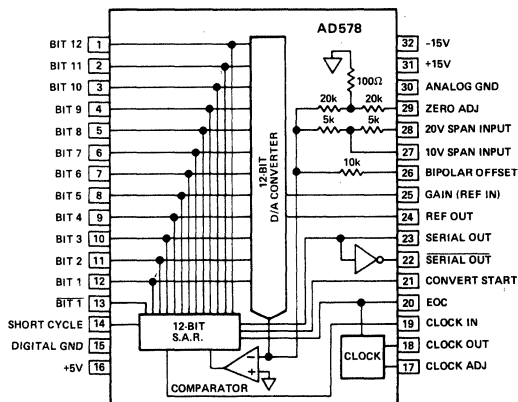 AD578
BIT 12 1
BIT 11 2
BIT 10 3
BIT 9 4
BIT 8 5
BIT 7 6
BIT 6 7
BIT 5 8
BIT 4 9
BIT 3 10
BIT 2 11
BIT 1 12
BIT 1 13
SHORT CYCLE 14
DIGITAL GND 15
+5V 16
12-BIT
D/A CONVERTER
12-BIT
S.A.R.
COMPARATOR
−
+
100Ω
20k 20k
5k 5k
10k
CLOCK
32 -15V
31 +15V
30 ANALOG GND
29 ZERO ADJ
28 20V SPAN INPUT
27 10V SPAN INPUT
26 BIPOLAR OFFSET
25 GAIN (REF IN)
24 REF OUT
23 SERIAL OUT
22 SERIAL OUT
21 CONVERT START
20 EOC
19 CLOCK IN
18 CLOCK OUT
17 CLOCK ADJ